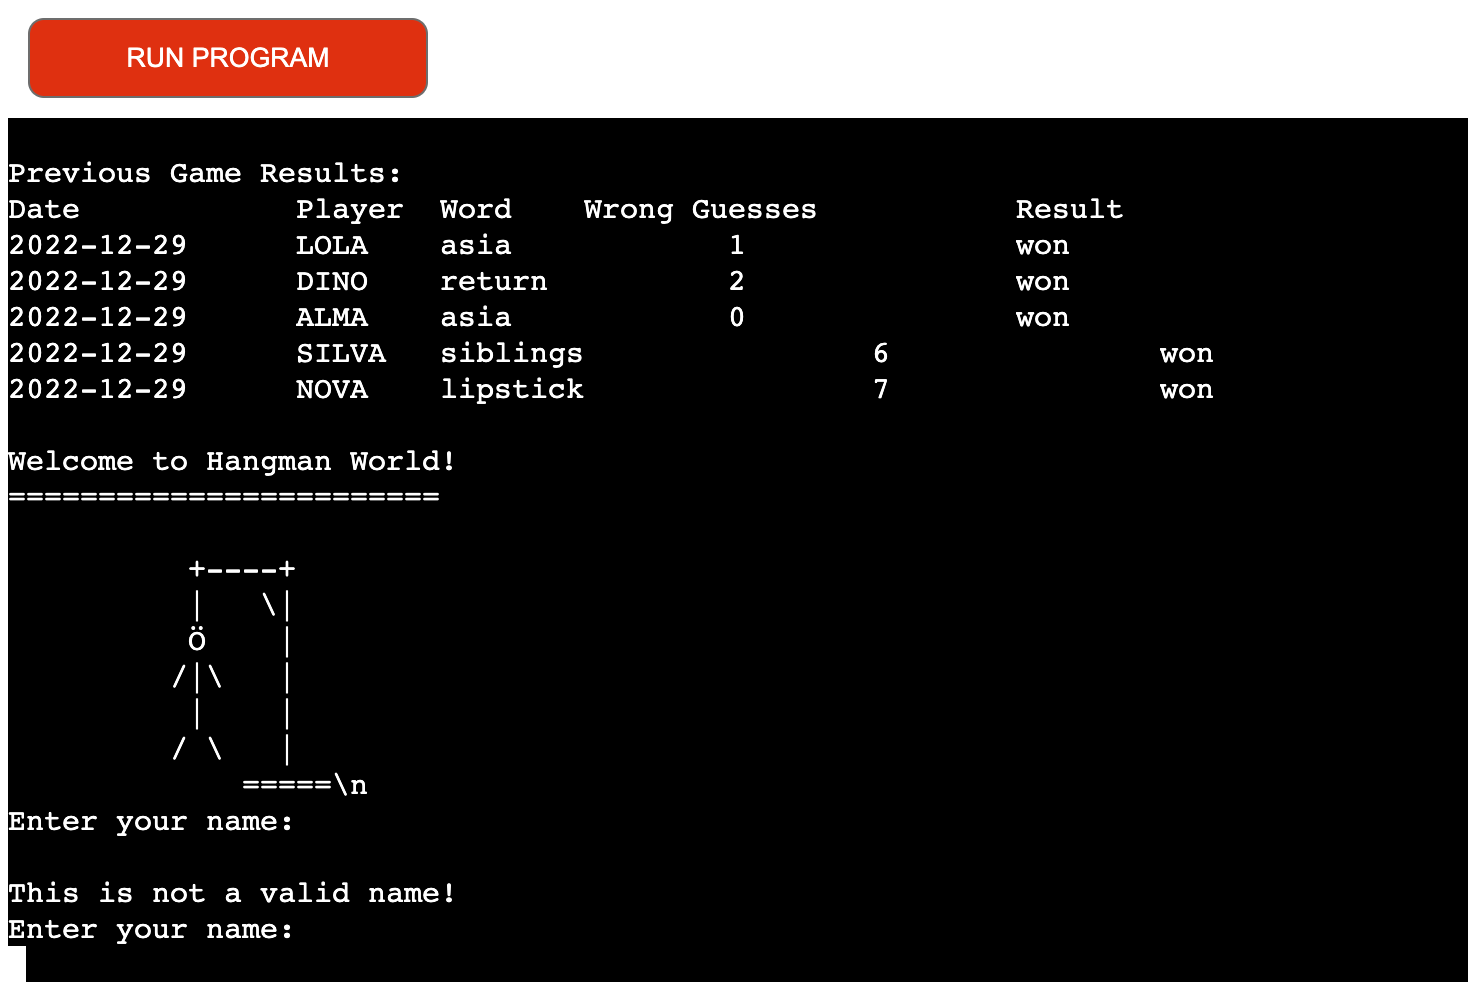 RUN PROGRAM
Previous Game Results:
Date            Player  Word    Wrong Guesses           Result
2022-12-29      LOLA    asia            1               won
2022-12-29      DINO    return          2               won
2022-12-29      ALMA    asia            0               won
2022-12-29      SILVA   siblings                6               won
2022-12-29      NOVA    lipstick                7               won
Welcome to Hangman World!
========================
          +----+
          |   \|
          Ö    |
         /|\   |
          |    |
         / \   |
             =====\n
Enter your name:
This is not a valid name!
Enter your name: